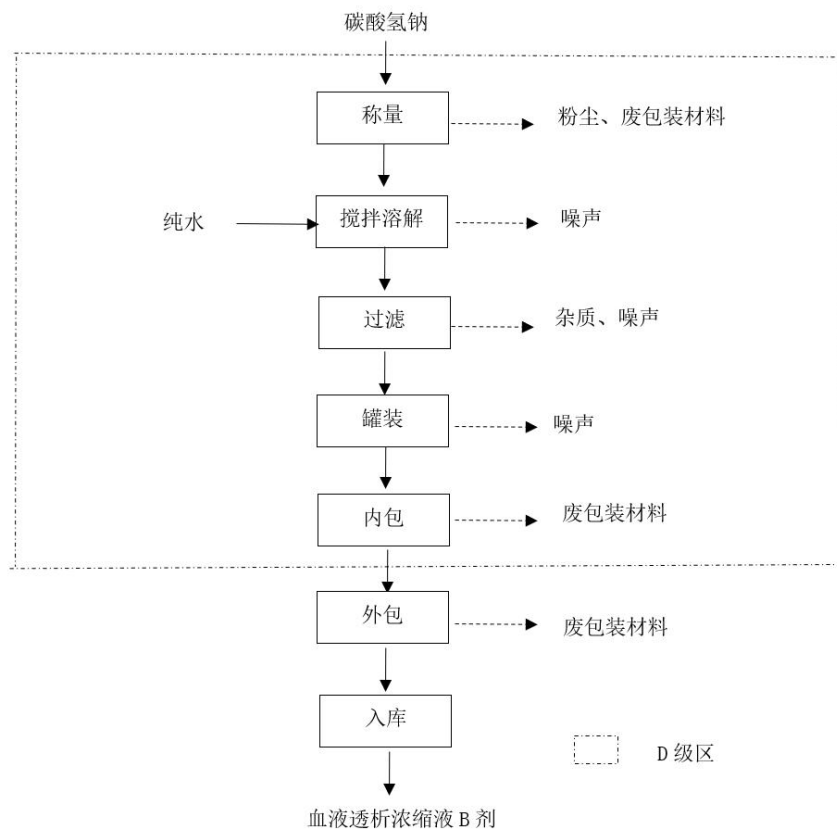 碳酸氢钠
称量
粉尘、废包装材料
纯水
搅拌溶解
噪声
过滤
杂质、噪声
罐装
噪声
内包
废包装材料
外包
废包装材料
入库
D 级区
血液透析浓缩液 B 剂